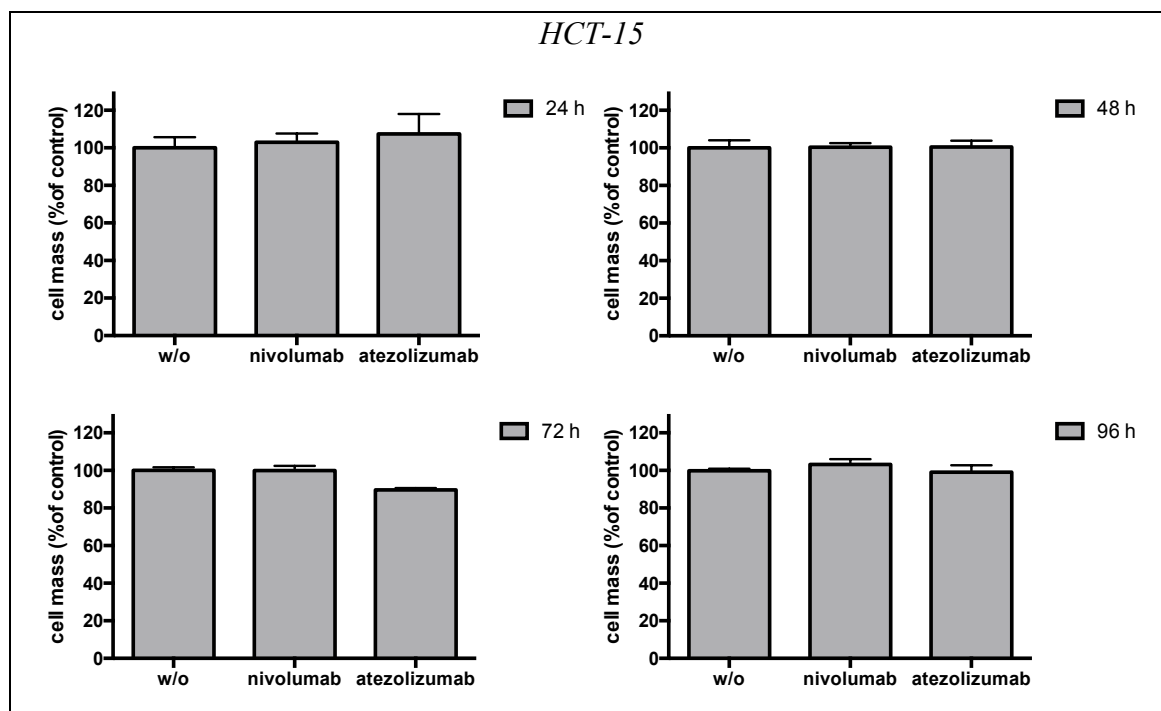 HCT-15
24 h
cell mass (%of control)
120
100
80
60
40
20
0
w/o nivolumab atezolizumab
48 h
cell mass (%of control)
120
100
80
60
40
20
0
w/o nivolumab atezolizumab
72 h
cell mass (%of control)
120
100
80
60
40
20
0
w/o nivolumab atezolizumab
96 h
cell mass (%of control)
120
100
80
60
40
20
0
w/o nivolumab atezolizumab